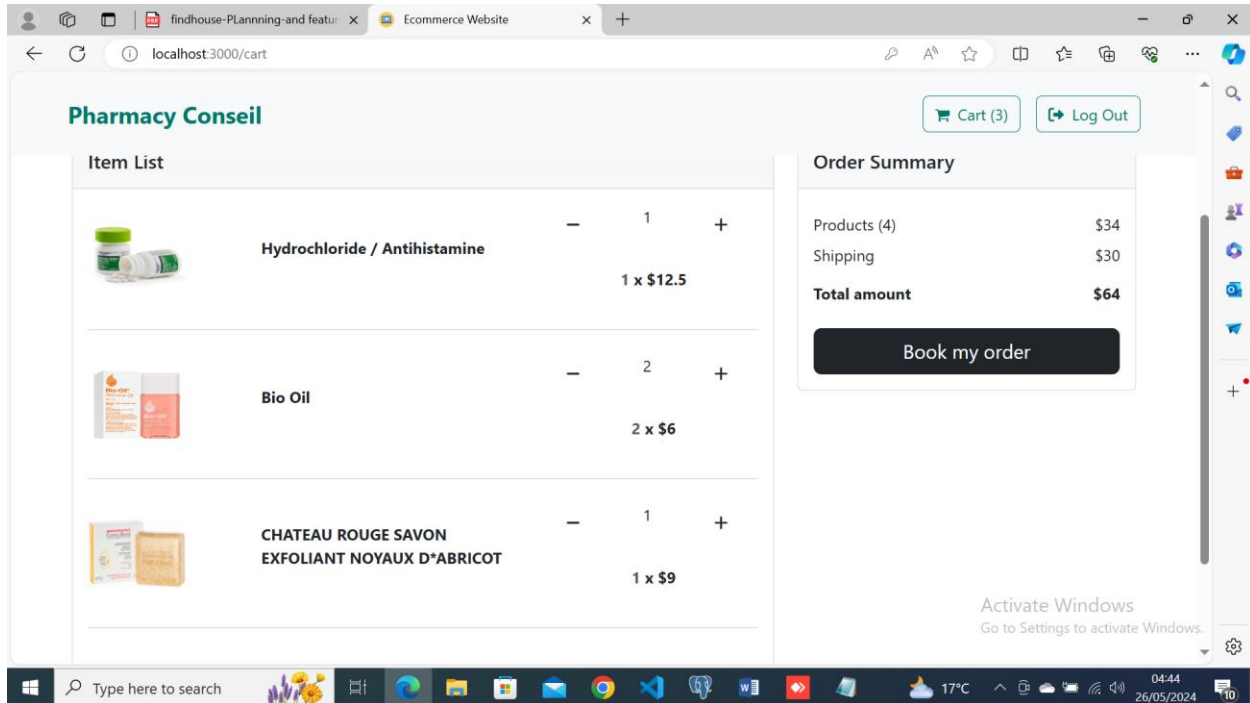 findhouse-PLannning-and featur
Ecommerce Website
localhost:3000/cart
Pharmacy Conseil
Cart (3)
Log Out
Item List
Order Summary
1
Hydrochloride / Antihistamine
1 x $12.5
Products (4) $34
Shipping $30
Total amount $64
Book my order
2
Bio Oil
2 x $6
1
CHATEAU ROUGE SAVON
EXFOLIANT NOYAUX D*ABRICOT
1 x $9
Activate Windows
Go to Settings to activate Windows.
Type here to search
17°C
04:44
26/05/2024
10